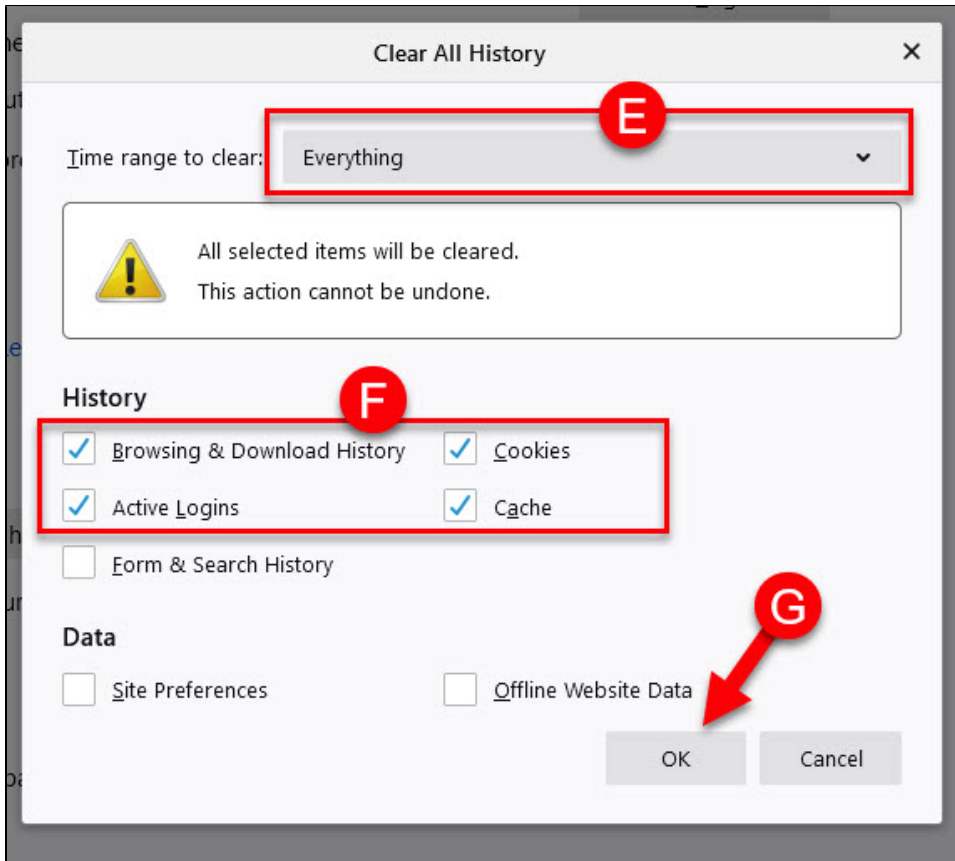 Clear All History
E
Time range to clear: Everything
All selected items will be cleared.
This action cannot be undone.
History
F
Browsing & Download History Cookies
Active Logins Cache
Form & Search History
G
Data
Site Preferences Offline Website Data
OK Cancel